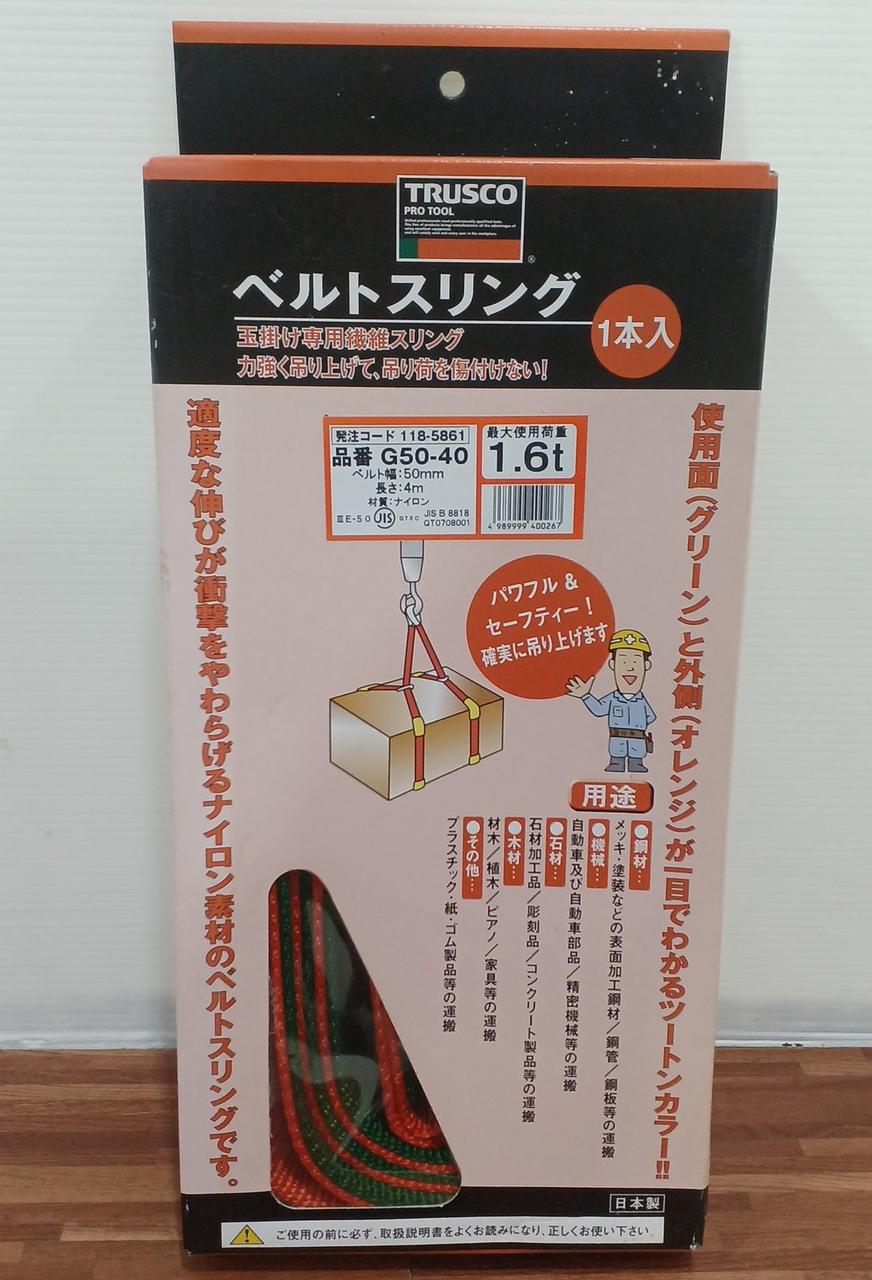 TRUSCO
PRO TOOL
ベルトスリング
1本入
玉掛け専用繊維スリング
力強く吊り上げて、吊り荷を傷付けない!
適度な伸びが衝撃をやわらげるナイロン素材のベルトスリングです。
使用面(グリーン)と外側(オレンジ)が一目でわかるツートンカラー!!
発注コード 118-5861
品番 G50-40
ベルト幅:50mm
長さ:4m
材質:ナイロン
ⅢE-50 JIS QTEC JIS B 8818
QT0708001
最大使用荷重
1.6t
4 989999 400267
パワフル &
セーフティー!
確実に吊り上げます
用途
●鋼材…
メッキ・塗装などの表面加工鋼材/鋼管/鋼板等の運搬
●機械…
自動車及び自動車部品/精密機械等の運搬
●石材…
石材加工品/彫刻品/コンクリート製品等の運搬
●木材…
材木/植木/ピアノ/家具等の運搬
●その他…
プラスチック・紙・ゴム製品等の運搬
日本製
ご使用の前に必ず、取扱説明書をよくお読みになり、正しくお使い下さい。